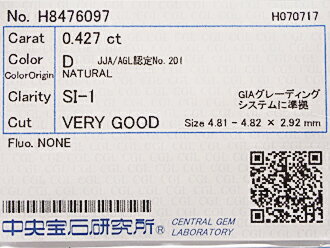 No. H8476097 H070717
Carat 0.427 ct
Color D JJA/AGL認定No.201
ColorOrigin NATURAL
Clarity SI-1 GIAグレーディング
システムに準拠
Cut VERY GOOD Size 4.81 - 4.82 × 2.92 mm
Fluo. NONE
中央宝石研究所® CENTRAL GEM
LABORATORY